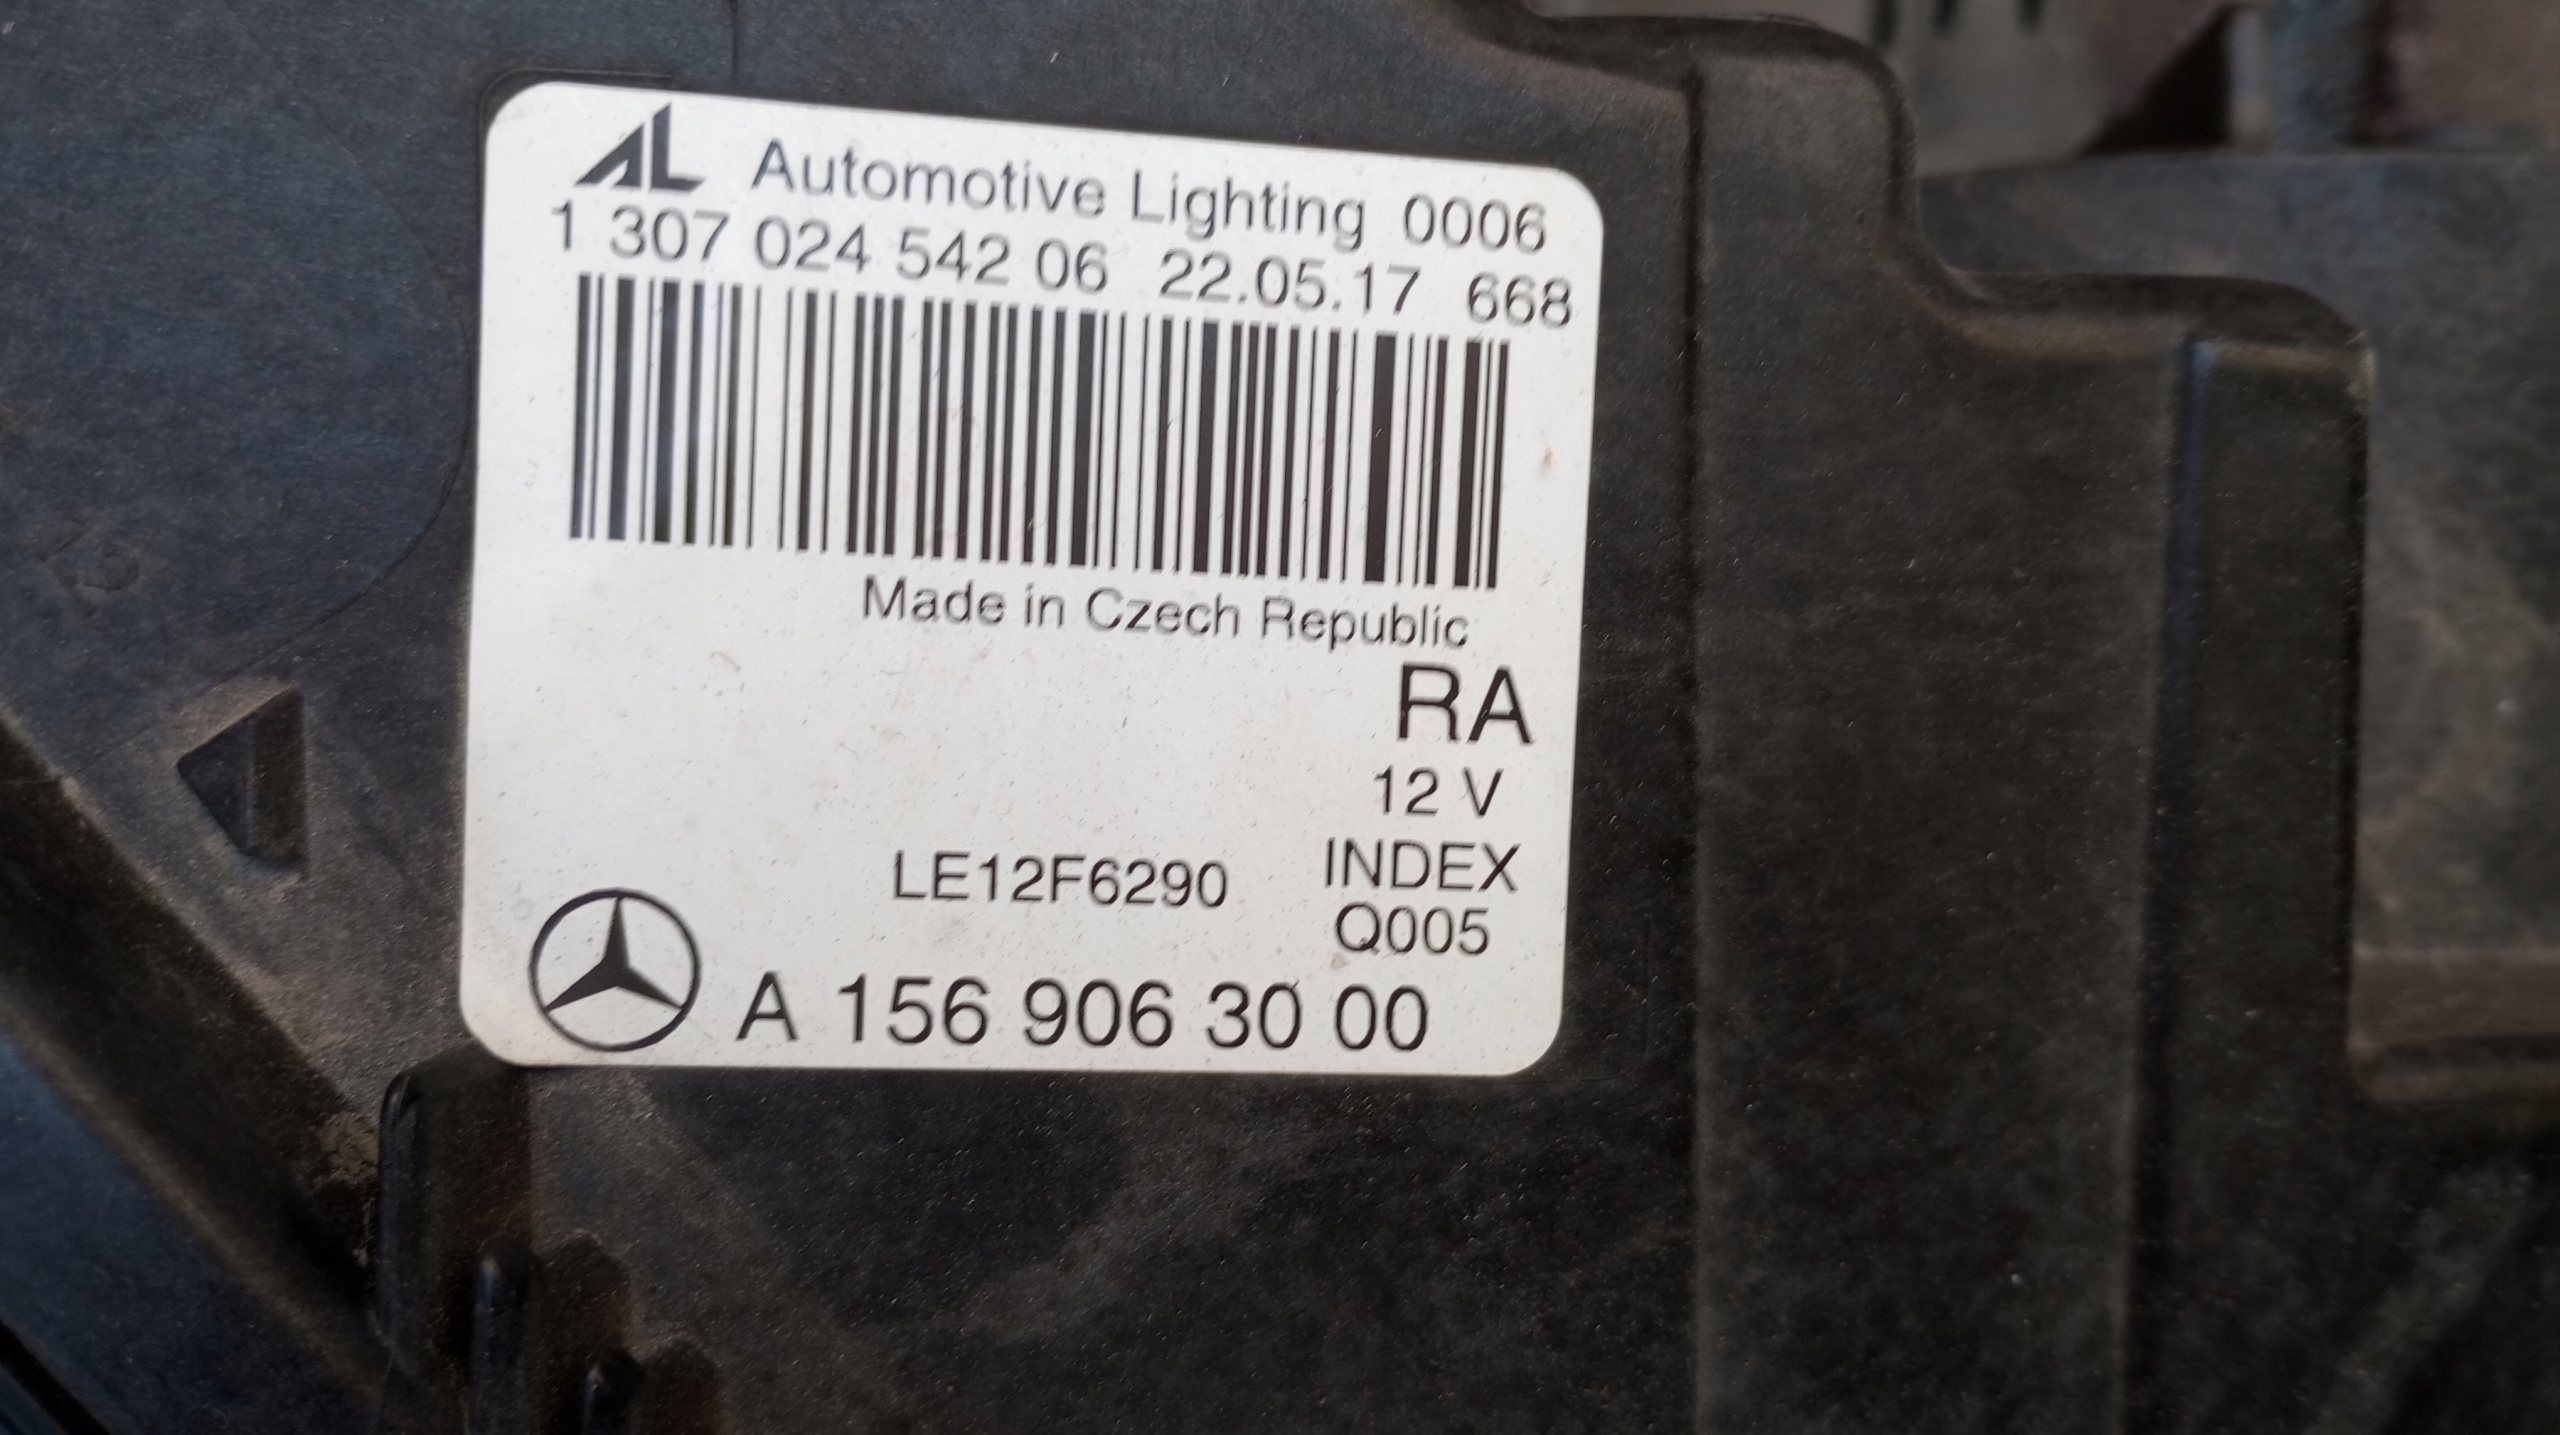 AL Automotive Lighting 0006
1 307 024 542 06 22.05.17 668
Made in Czech Republic
RA
12 V
LE12F6290 INDEX
Q005
A 156 906 30 00